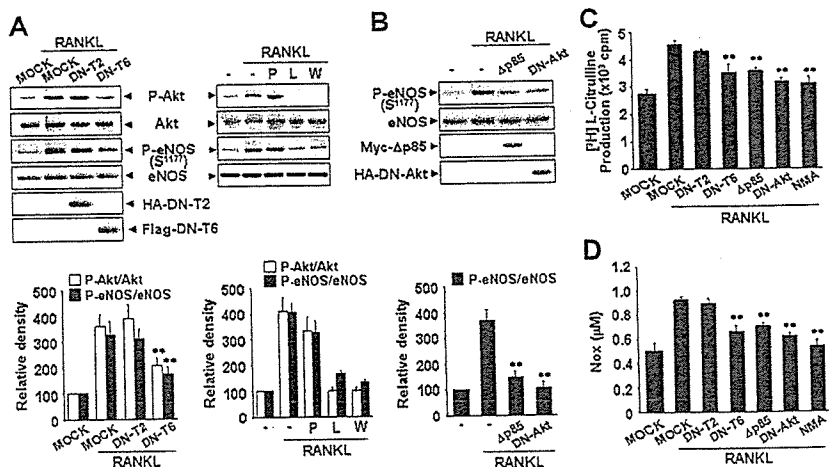 A
RANKL
MOCK
MOCK
DN-T2
DN-T6
P-Akt
Akt
P-eNOS
(S1177)
eNOS
HA-DN-T2
Flag-DN-T6
RANKL
- - P L W
B
RANKL
- - Δp85 DN-Akt
P-eNOS
(S1177)
eNOS
Myc-Δp85
HA-DN-Akt
C
[3H] L-Citrulline
Production (x10³ cpm)
5
4
3
2
1
0
** ** ** **
MOCK
MOCK
DN-T2
DN-T6
Δp85
DN-Akt
NMA
RANKL
P-Akt/Akt
P-eNOS/eNOS
Relative density
500
400
300
200
100
0
** **
MOCK
MOCK
DN-T2
DN-T6
RANKL
P-Akt/Akt
P-eNOS/eNOS
Relative density
500
400
300
200
100
0
- - P L W
RANKL
P-eNOS/eNOS
Relative density
500
400
300
200
100
0
** **
- - Δp85 DN-Akt
RANKL
D
Nox (µM)
1.2
1.0
0.8
0.6
0.4
0.2
0
** ** ** **
MOCK
MOCK
DN-T2
DN-T6
Δp85
DN-Akt
NMA
RANKL